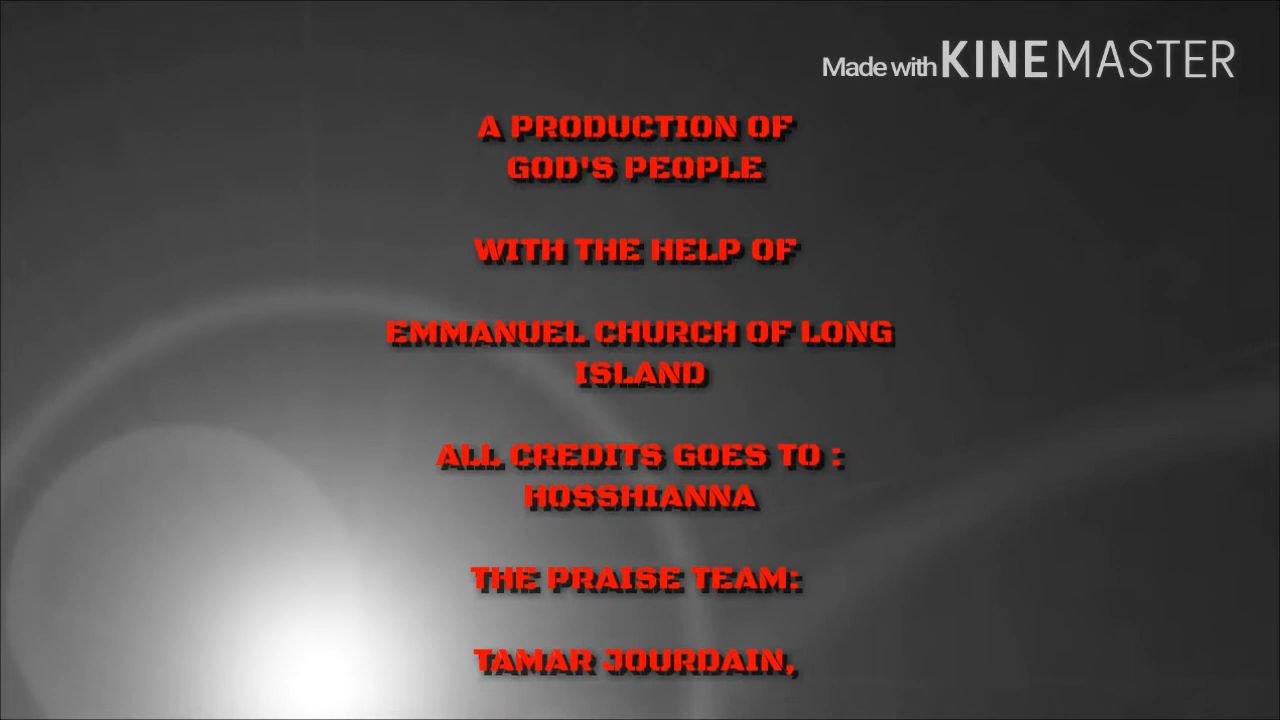 Made with KINEMASTER
A PRODUCTION OF
GOD'S PEOPLE
WITH THE HELP OF
EMMANUEL CHURCH OF LONG
ISLAND
ALL CREDITS GOES TO :
HOSSHIANNA
THE PRAISE TEAM:
TAMAR JOURDAIN,